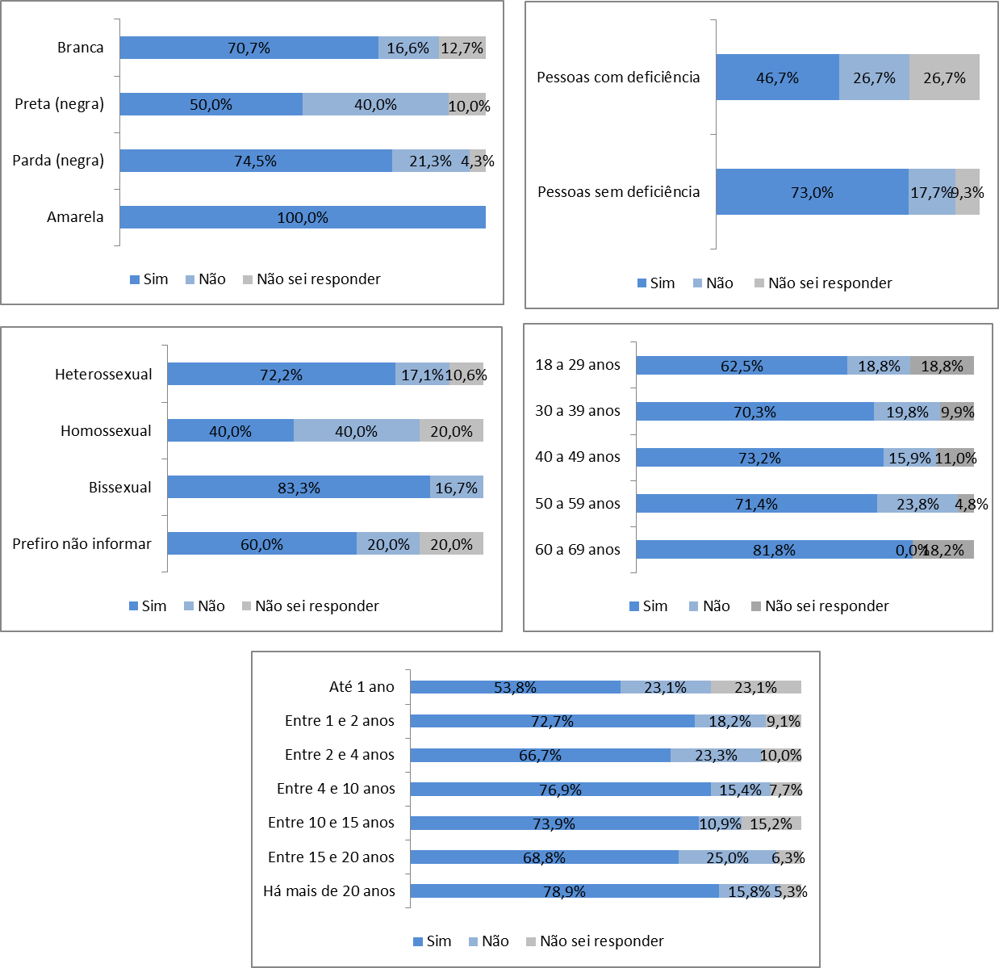 Branca 70,7% 16,6% 12,7%
Preta (negra) 50,0% 40,0% 10,0%
Parda (negra) 74,5% 21,3% 4,3%
Amarela 100,0%
Sim Não Não sei responder
Pessoas com deficiência 46,7% 26,7% 26,7%
Pessoas sem deficiência 73,0% 17,7% 9,3%
Sim Não Não sei responder
Heterossexual 72,2% 17,1% 10,6%
Homossexual 40,0% 40,0% 20,0%
Bissexual 83,3% 16,7%
Prefiro não informar 60,0% 20,0% 20,0%
Sim Não Não sei responder
18 a 29 anos 62,5% 18,8% 18,8%
30 a 39 anos 70,3% 19,8% 9,9%
40 a 49 anos 73,2% 15,9% 11,0%
50 a 59 anos 71,4% 23,8% 4,8%
60 a 69 anos 81,8% 0,0% 18,2%
Sim Não Não sei responder
Até 1 ano 53,8% 23,1% 23,1%
Entre 1 e 2 anos 72,7% 18,2% 9,1%
Entre 2 e 4 anos 66,7% 23,3% 10,0%
Entre 4 e 10 anos 76,9% 15,4% 7,7%
Entre 10 e 15 anos 73,9% 10,9% 15,2%
Entre 15 e 20 anos 68,8% 25,0% 6,3%
Há mais de 20 anos 78,9% 15,8% 5,3%
Sim Não Não sei responder